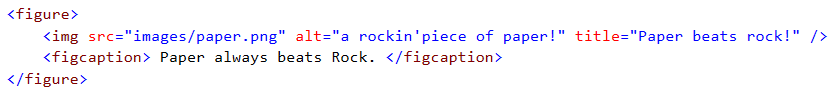 <figure>
<img src="images/paper.png" alt="a rockin'piece of paper!" title="Paper beats rock!" />
<figcaption> Paper always beats Rock. </figcaption>
</figure>